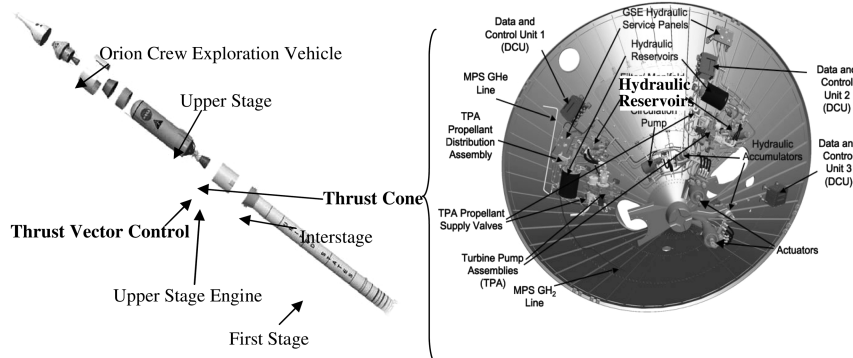 Orion Crew Exploration Vehicle
Upper Stage
Thrust Cone
Thrust Vector Control
Interstage
Upper Stage Engine
First Stage
UNITED STATES
Data and
Control Unit 1
(DCU)
GSE Hydraulic
Service Panels
Hydraulic
Reservoirs
MPS GHe
Line
Hydraulic
Reservoirs
Circulation
Pump
Data and
Control
Unit 2
(DCU)
TPA
Propellant
Distribution
Assembly
Hydraulic
Accumulators
Data and
Control
Unit 3
(DCU)
TPA Propellant
Supply Valves
Actuators
Turbine Pump
Assemblies
(TPA)
MPS GH2
Line